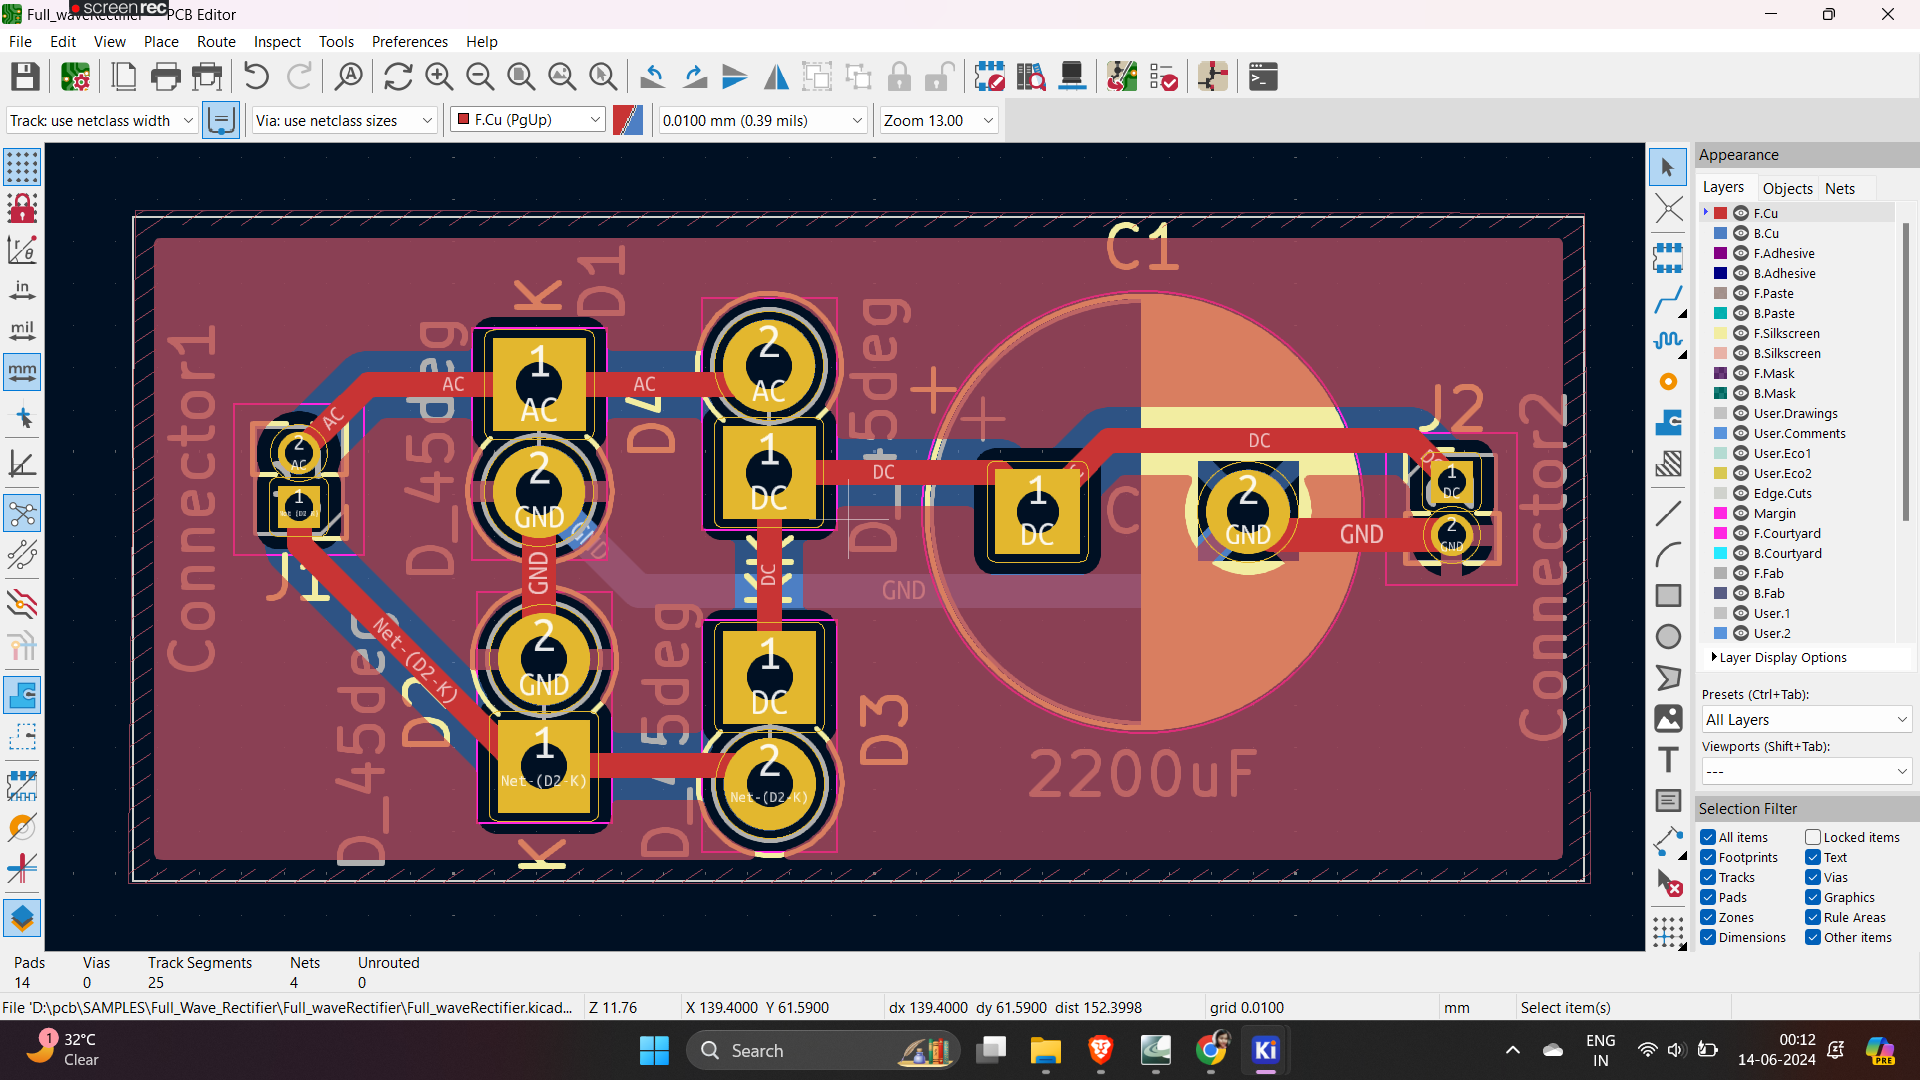 Full_waveRectifier — PCB Editor
screenrec
File Edit View Place Route Inspect Tools Preferences Help
Track: use netclass width
Via: use netclass sizes
F.Cu (PgUp)
0.0100 mm (0.39 mils)
Zoom 13.00
in
mil
mm
Appearance
Layers Objects Nets
F.Cu
B.Cu
F.Adhesive
B.Adhesive
F.Paste
B.Paste
F.Silkscreen
B.Silkscreen
F.Mask
B.Mask
User.Drawings
User.Comments
User.Eco1
User.Eco2
Edge.Cuts
Margin
F.Courtyard
B.Courtyard
F.Fab
B.Fab
User.1
User.2
Layer Display Options
Presets (Ctrl+Tab):
All Layers
Viewports (Shift+Tab):
---
Selection Filter
All items Locked items
Footprints Text
Tracks Vias
Pads Graphics
Zones Rule Areas
Dimensions Other items
C1
K
D1
D_45deg
Connector1
J1
2
AC
1
AC
1
AC
AC
2
AC
2
GND
GND
2
GND
1
Net-(D2-K)
Net-(D2-K)
K
D_45deg
1
DC
DC
DC
1
DC
2
Net-(D2-K)
D3
D_45deg
D_45deg
GND
1
DC
DC
2
GND
GND
2200uF
J2
1
DC
2
GND
Connector2
Pads Vias Track Segments Nets Unrouted
14 0 25 4 0
File 'D:\pcb\SAMPLES\Full_Wave_Rectifier\Full_waveRectifier\Full_waveRectifier.kicad... Z 11.76 X 139.4000 Y 61.5900 dx 139.4000 dy 61.5900 dist 152.3998 grid 0.0100 mm Select item(s)
1
32°C
Clear
Search
Ki
ENG
IN
00:12
14-06-2024
PRE